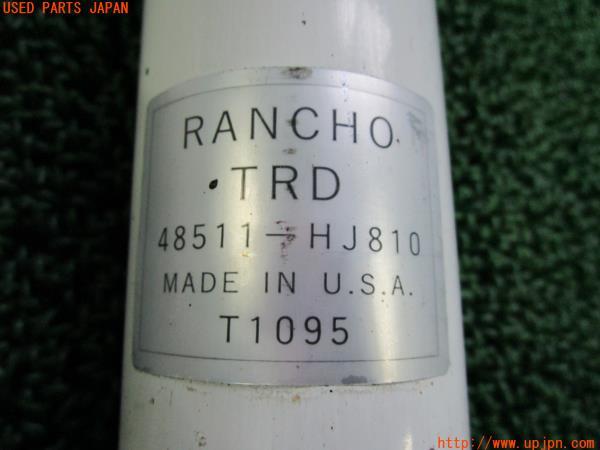 USED PARTS JAPAN
RANCHO
TRD
48511-HJ810
MADE IN U.S.A.
T1095
http://www.upjpn.com